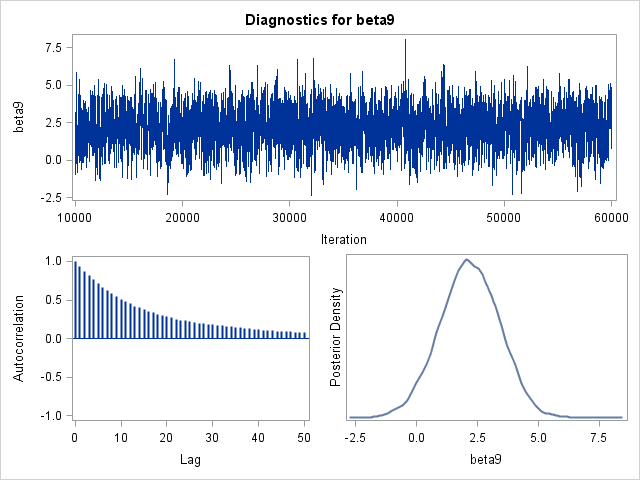 Diagnostics for beta9
7.5
5.0
2.5
0.0
-2.5
beta9
10000 20000 30000 40000 50000 60000
Iteration
1.0
0.5
0.0
-0.5
-1.0
Autocorrelation
0 10 20 30 40 50
Lag
Posterior Density
-2.5 0.0 2.5 5.0 7.5
beta9